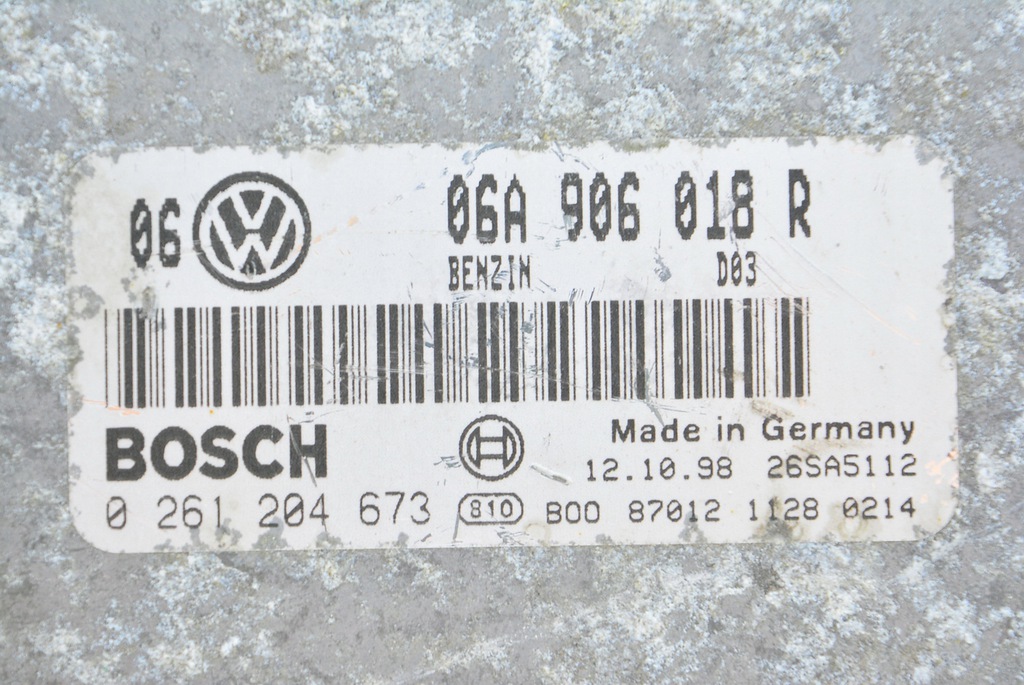 06 VW 06A 906 018 R
BENZIN D03
BOSCH Made in Germany
12.10.98 26SA5112
0 261 204 673 810 B00 87012 1128 0214